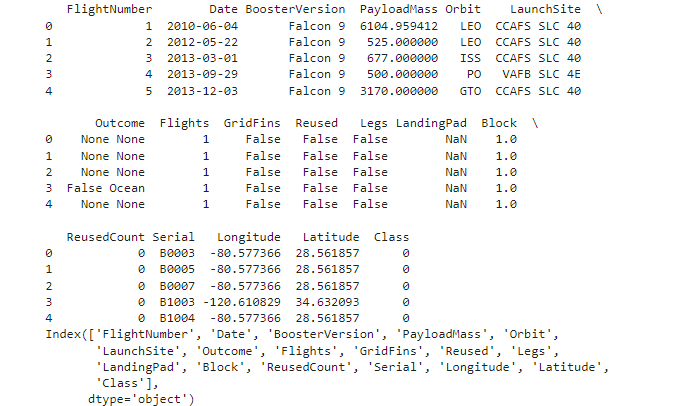 FlightNumber        Date BoosterVersion  PayloadMass Orbit    LaunchSite  \
0             1  2010-06-04       Falcon 9  6104.959412   LEO  CCAFS SLC 40
1             2  2012-05-22       Falcon 9   525.000000   LEO  CCAFS SLC 40
2             3  2013-03-01       Falcon 9   677.000000   ISS  CCAFS SLC 40
3             4  2013-09-29       Falcon 9   500.000000    PO   VAFB SLC 4E
4             5  2013-12-03       Falcon 9  3170.000000   GTO  CCAFS SLC 40
       Outcome  Flights  GridFins  Reused   Legs LandingPad  Block  \
0    None None        1     False   False  False        NaN    1.0
1    None None        1     False   False  False        NaN    1.0
2    None None        1     False   False  False        NaN    1.0
3  False Ocean        1     False   False  False        NaN    1.0
4    None None        1     False   False  False        NaN    1.0
   ReusedCount Serial   Longitude   Latitude  Class
0            0  B0003  -80.577366  28.561857      0
1            0  B0005  -80.577366  28.561857      0
2            0  B0007  -80.577366  28.561857      0
3            0  B1003 -120.610829  34.632093      0
4            0  B1004  -80.577366  28.561857      0
Index(['FlightNumber', 'Date', 'BoosterVersion', 'PayloadMass', 'Orbit',
       'LaunchSite', 'Outcome', 'Flights', 'GridFins', 'Reused', 'Legs',
       'LandingPad', 'Block', 'ReusedCount', 'Serial', 'Longitude', 'Latitude',
       'Class'],
      dtype='object')